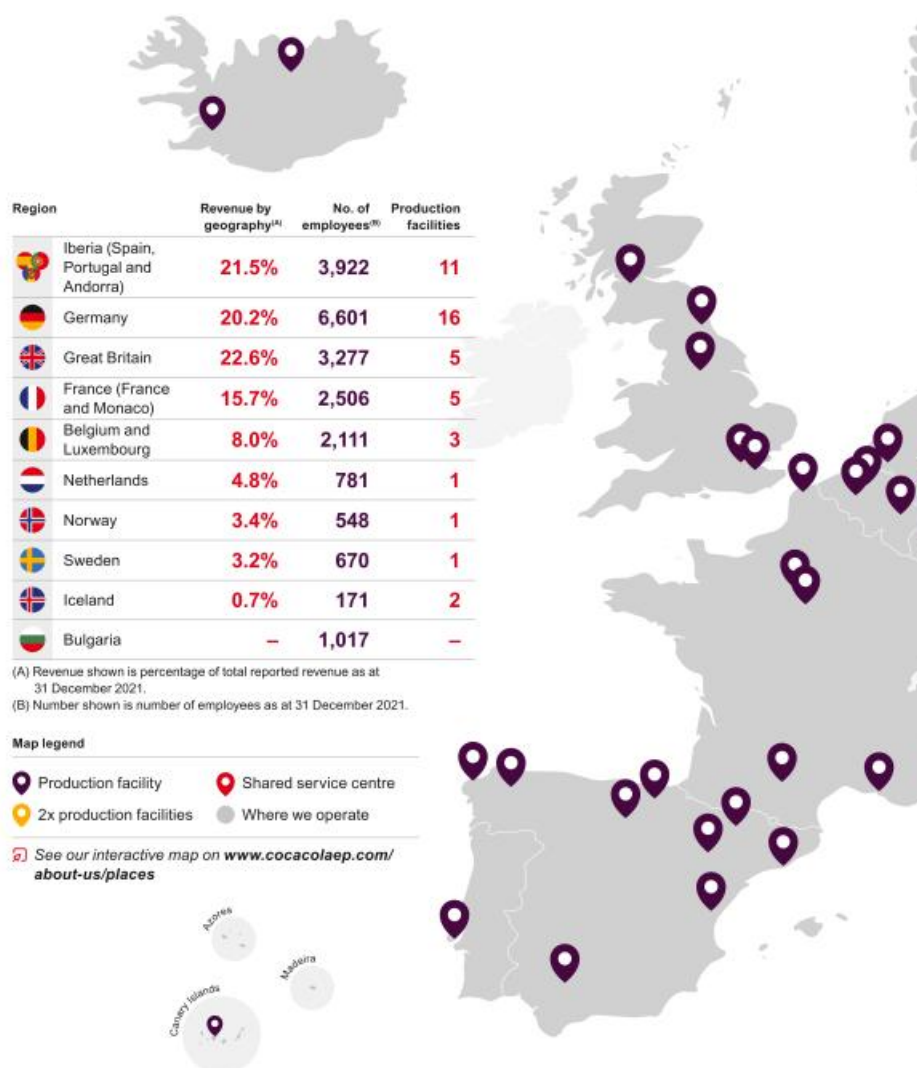 Region
Revenue by geography(A)
No. of employees(B)
Production facilities
Iberia (Spain,
Portugal and
Andorra)
21.5% 3,922 11
Germany 20.2% 6,601 16
Great Britain 22.6% 3,277 5
France (France
and Monaco)
15.7% 2,506 5
Belgium and
Luxembourg
8.0% 2,111 3
Netherlands 4.8% 781 1
Norway 3.4% 548 1
Sweden 3.2% 670 1
Iceland 0.7% 171 2
Bulgaria – 1,017 –
(A) Revenue shown is percentage of total reported revenue as at
31 December 2021.
(B) Number shown is number of employees as at 31 December 2021.
Map legend
Production facility
Shared service centre
2x production facilities
Where we operate
See our interactive map on www.cocacolaep.com/
about-us/places
Azores
Madeira
Canary Islands